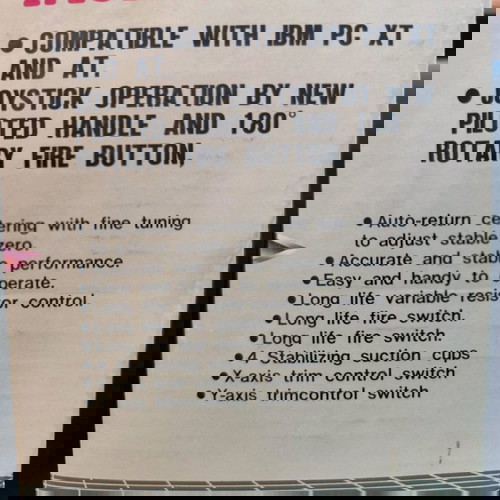 ● COMPATIBLE WITH IBM PC XT
AND AT.
● JOYSTICK OPERATION BY NEW
PILOTED HANDLE AND 180°
ROTARY FIRE BUTTON,
● Auto-return cetering with fine tuning
to adjust stable
zero.
● Accurate and stable performance.
● Easy and handy to operate.
● Long life variable resistor control.
● Long life fire switch.
● Long life fire switch.
● 4 Stabilizing suction cups
● X-axis trim control switch
● Y-axis trimcontrol switch